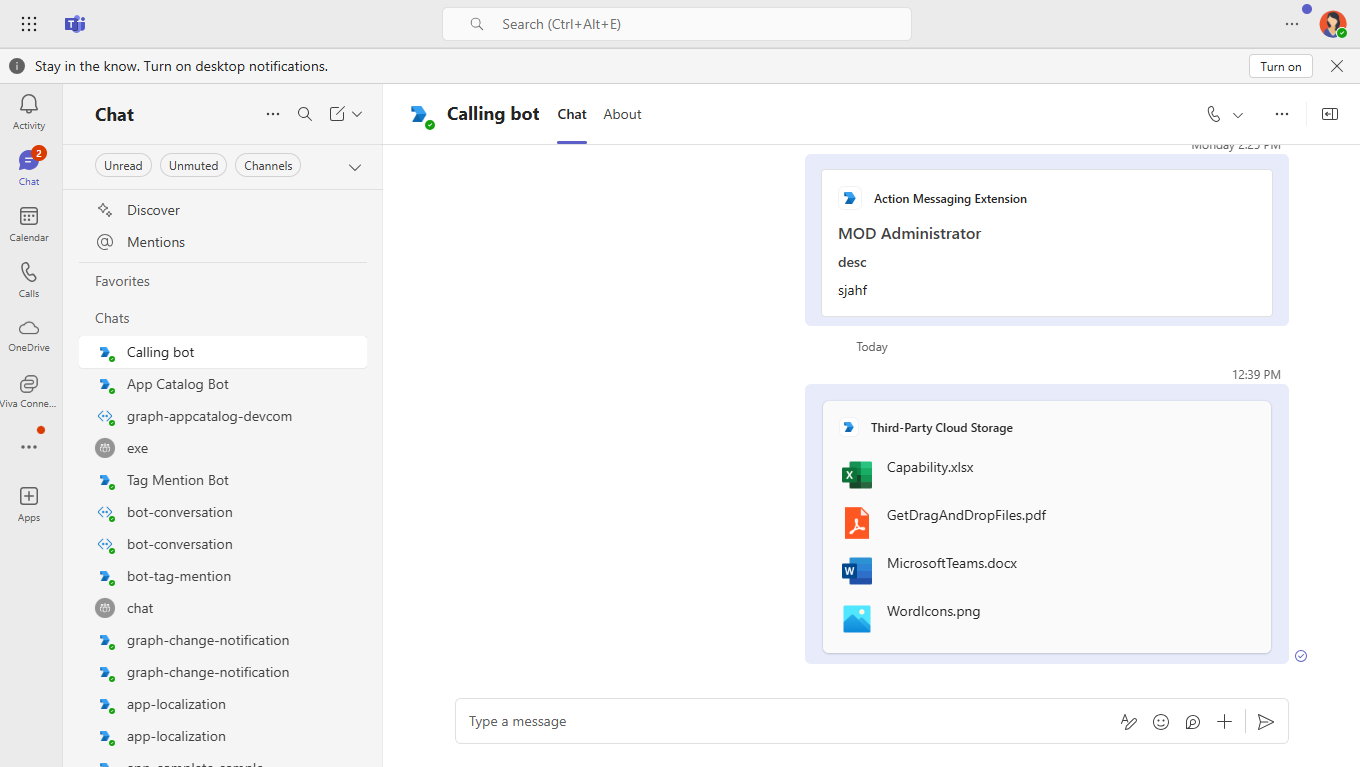 Search (Ctrl+Alt+E)
Stay in the know. Turn on desktop notifications.
Turn on
Activity
2
Chat
Calendar
Calls
OneDrive
Viva Conne...
Apps
Chat
Unread
Unmuted
Channels
Discover
Mentions
Favorites
Chats
Calling bot
App Catalog Bot
graph-appcatalog-devcom
exe
Tag Mention Bot
bot-conversation
bot-conversation
bot-tag-mention
chat
graph-change-notification
graph-change-notification
app-localization
app-localization
app-complete-sample
Calling bot
Chat
About
Monday 2:25 PM
Action Messaging Extension
MOD Administrator
desc
sjahf
Today
12:39 PM
Third-Party Cloud Storage
Capability.xlsx
GetDragAndDropFiles.pdf
MicrosoftTeams.docx
WordIcons.png
Type a message